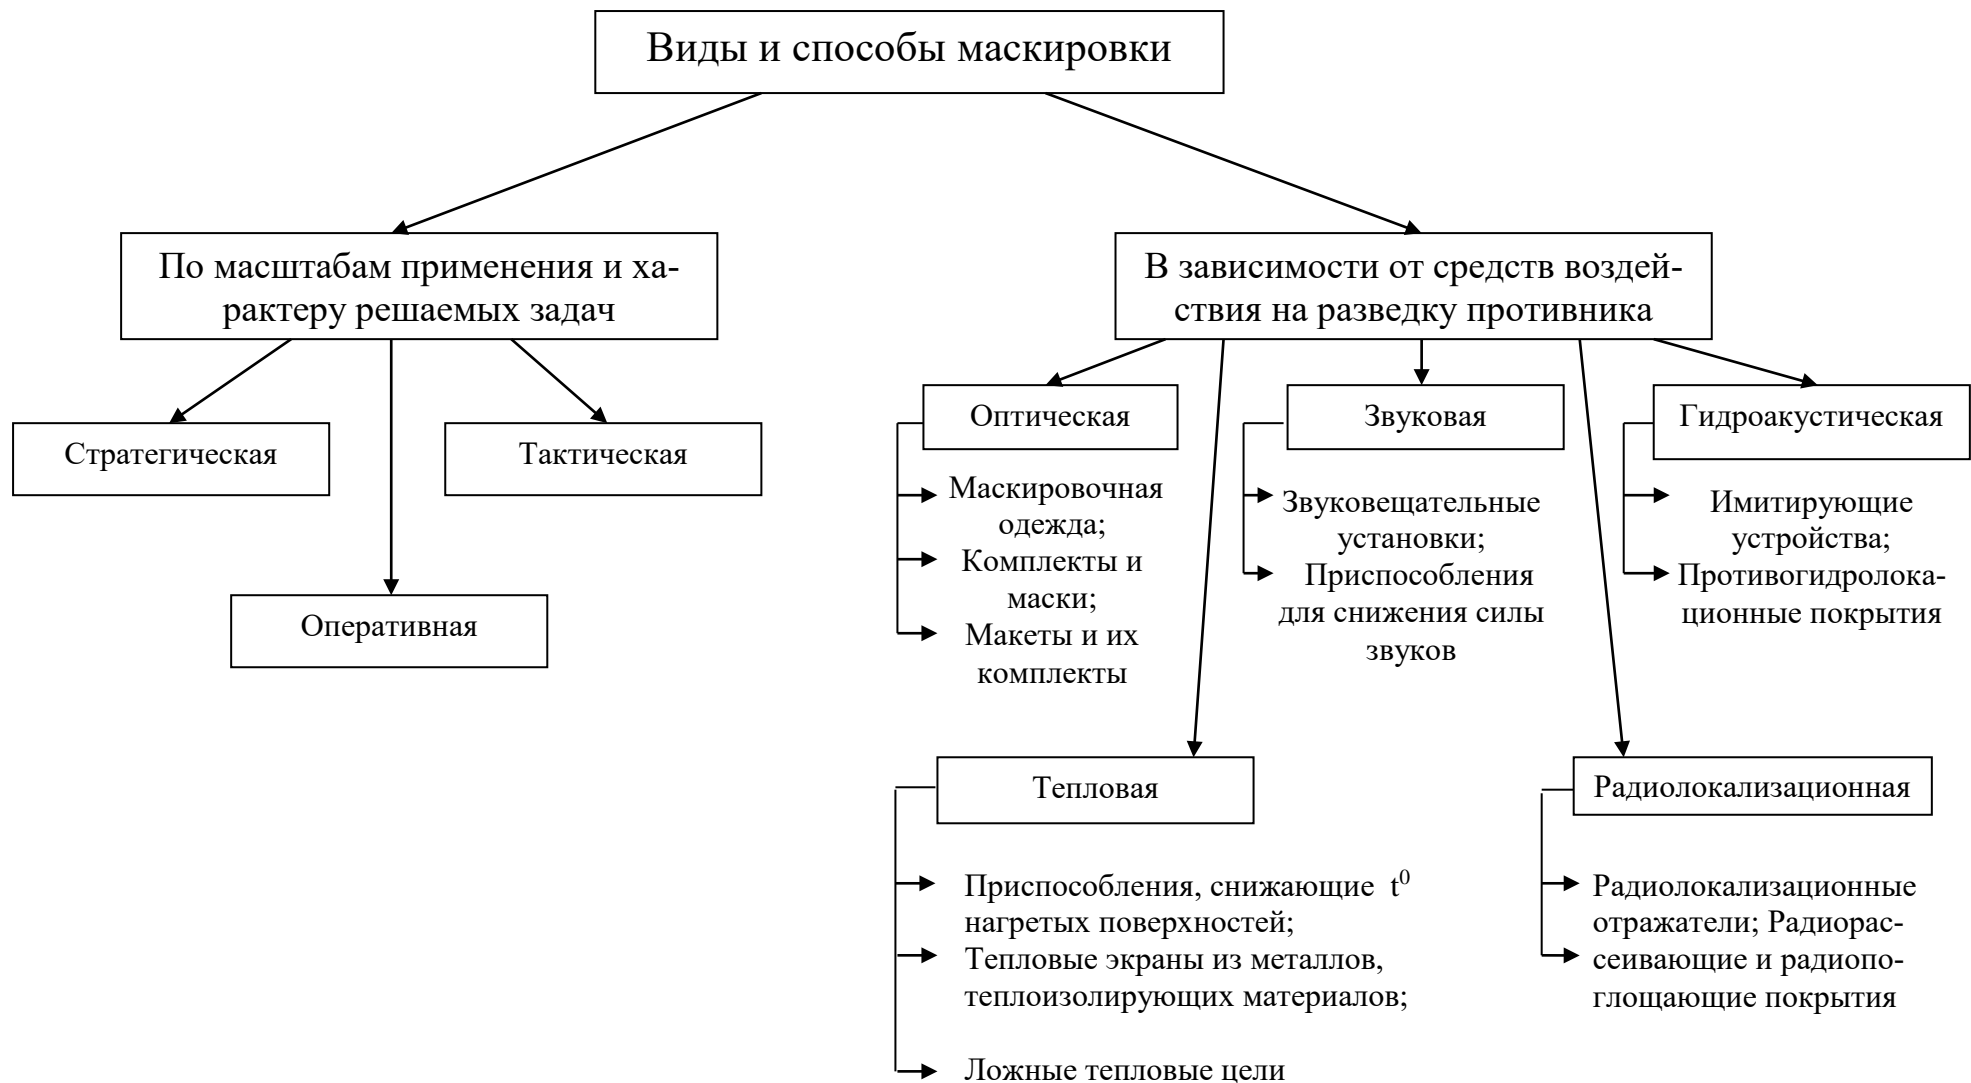 Виды и способы маскировки
По масштабам применения и ха-
рактеру решаемых задач
Стратегическая
Тактическая
Оперативная
В зависимости от средств воздей-
ствия на разведку противника
Оптическая
Маскировочная
одежда;
Комплекты и
маски;
Макеты и их
комплекты
Звуковая
Звуковещательные
установки;
Приспособления
для снижения силы
звуков
Гидроакустическая
Имитирующие
устройства;
Противогидролока-
ционные покрытия
Тепловая
Приспособления, снижающие t⁰
нагретых поверхностей;
Тепловые экраны из металлов,
теплоизолирующих материалов;
Ложные тепловые цели
Радиолокализационная
Радиолокализационные
отражатели; Радиорас-
сеивающие и радиопо-
глощающие покрытия